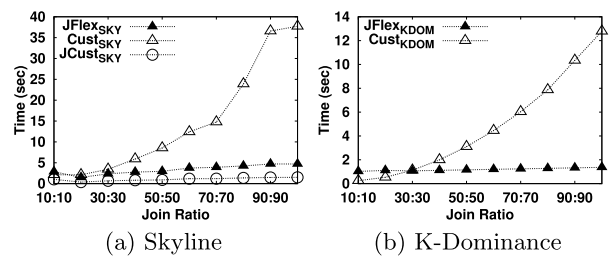 JFlexSKY
CustSKY
JCustSKY
Time (sec)
40
35
30
25
20
15
10
5
0
10:10 30:30 50:50 70:70 90:90
Join Ratio
(a) Skyline
JFlexKDOM
CustKDOM
Time (sec)
14
12
10
8
6
4
2
0
10:10 30:30 50:50 70:70 90:90
Join Ratio
(b) K-Dominance